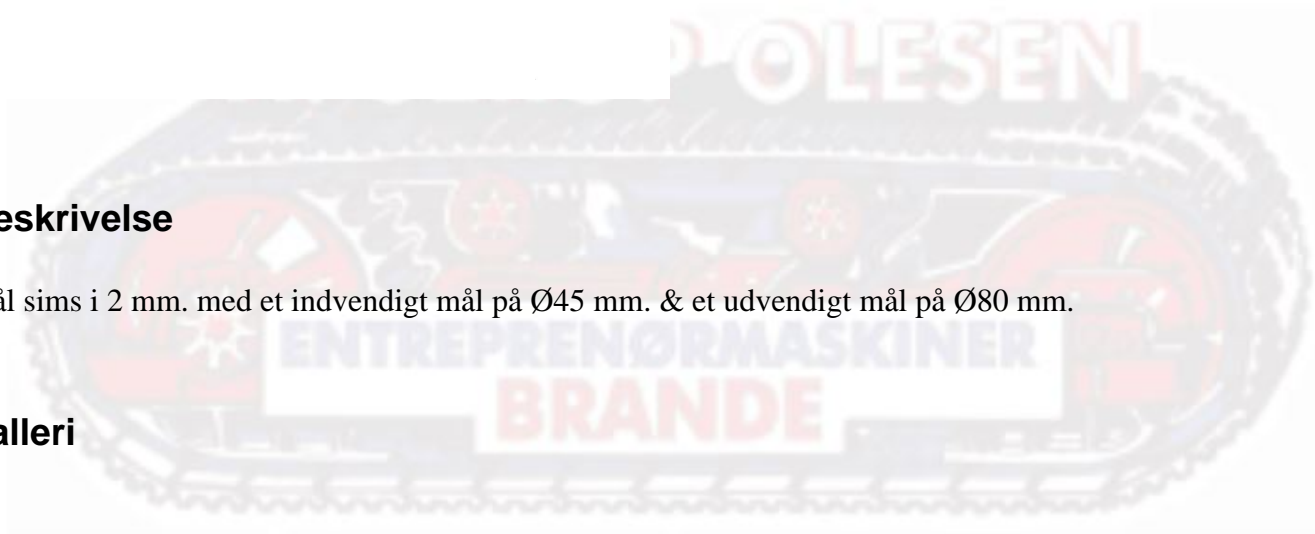 P OLESEN
eskrivelse
ål sims i 2 mm. med et indvendigt mål på Ø45 mm. & et udvendigt mål på Ø80 mm.
ENTREPRENØRMASKINER
BRANDE
alleri